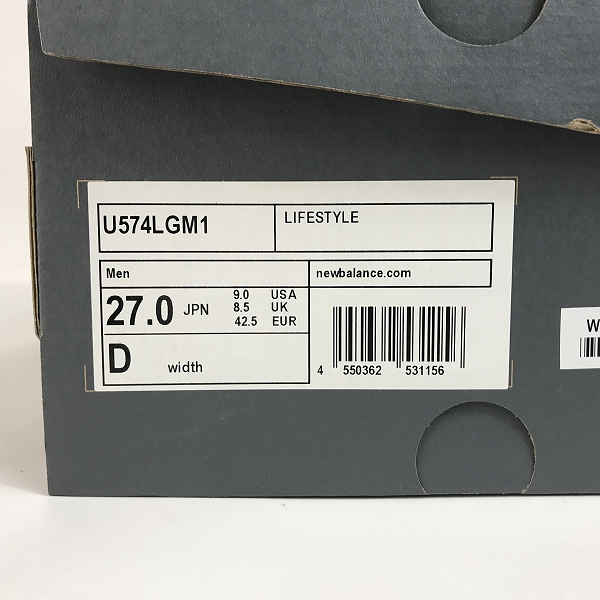 U574LGM1 LIFESTYLE
Men newbalance.com
27.0 JPN 9.0 USA
8.5 UK
42.5 EUR
D width
4 550362 531156
W